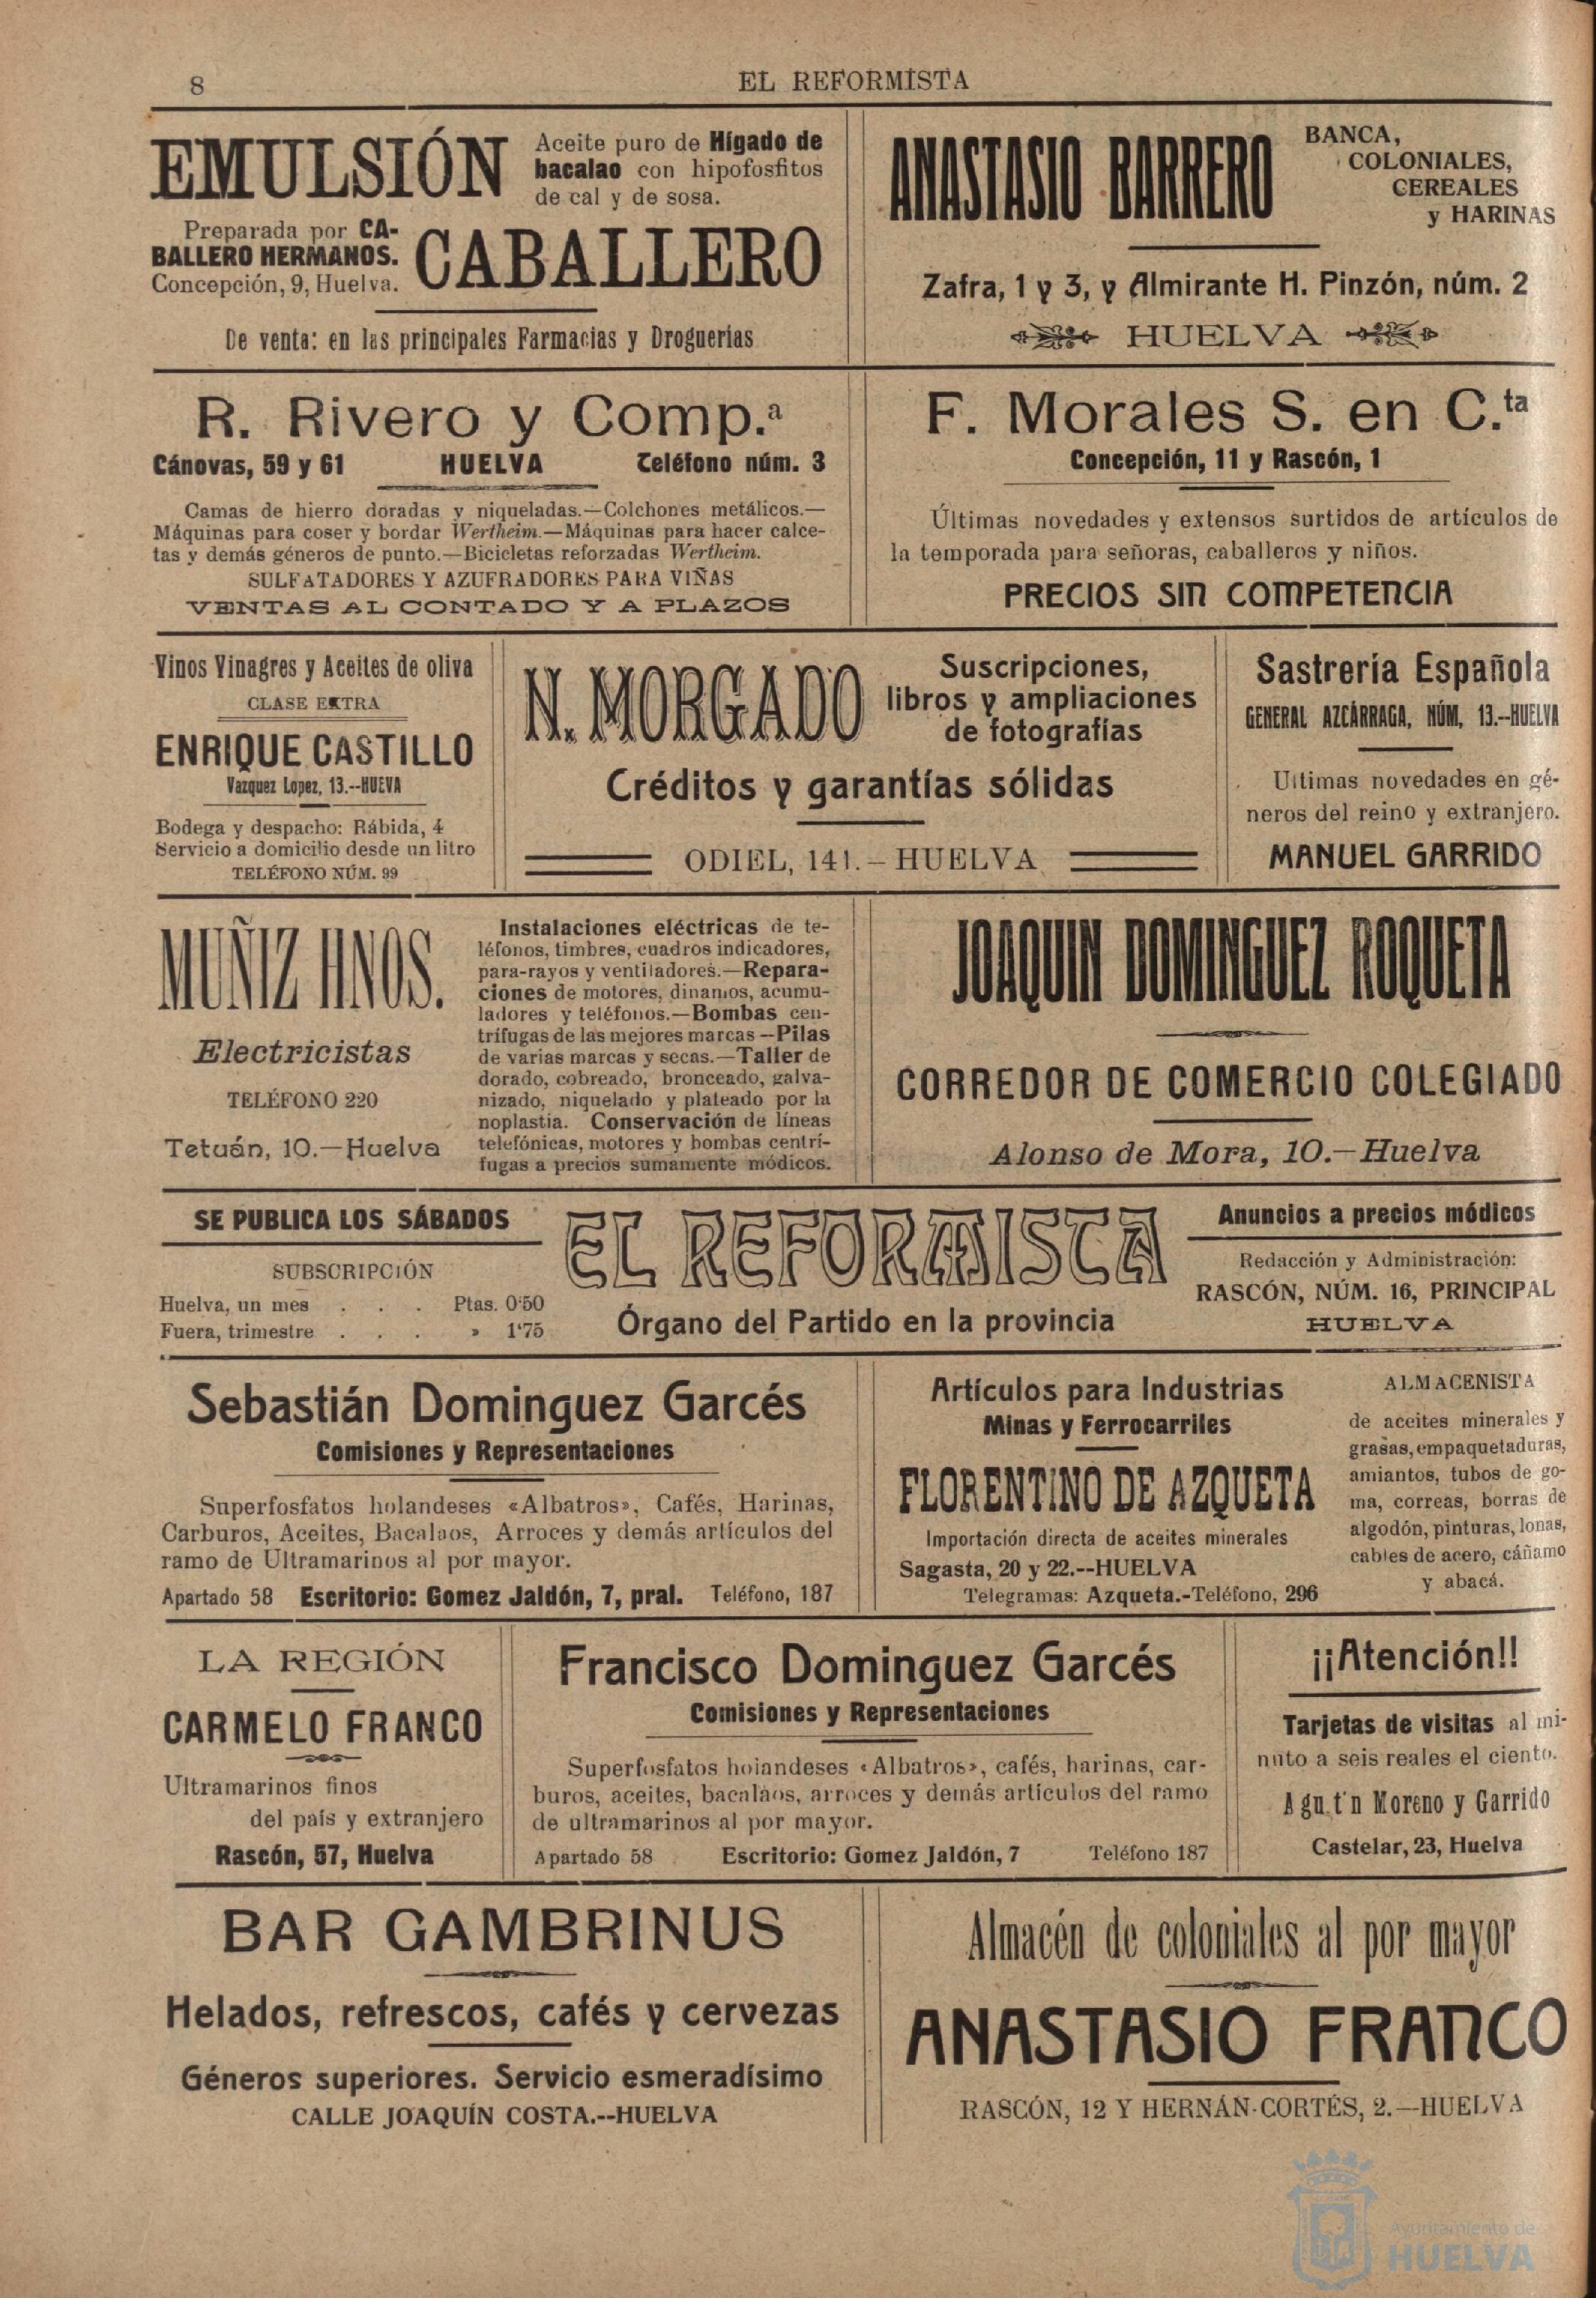 8
EL REFORMISTA
EMULSIÓN
Aceite puro de Hígado de
bacalao con hipofosfitos
de cal y de sosa.
Preparada por CA-
BALLERO HERMANOS.
Concepción, 9, Huelva.
CABALLERO
De venta: en las principales Farmacias y Droguerías
ANASTASIO BARRERO
BANCA,
COLONIALES,
CEREALES
y HARINAS
Zafra, 1 y 3, y Almirante H. Pinzón, núm. 2
HUELVA
R. Rivero y Comp.ª
Cánovas, 59 y 61 HUELVA Teléfono núm. 3
Camas de hierro doradas y niqueladas.—Colchones metálicos.—
Máquinas para coser y bordar Wertheim.—Máquinas para hacer calce-
tas y demás géneros de punto.—Bicicletas reforzadas Wertheim.
SULFATADORES Y AZUFRADORES PARA VIÑAS
VENTAS AL CONTADO Y A PLAZOS
F. Morales S. en C.ta
Concepción, 11 y Rascón, 1
Últimas novedades y extensos surtidos de artículos de
la temporada para señoras, caballeros y niños.
PRECIOS SIN COMPETENCIA
Vinos Vinagres y Aceites de oliva
CLASE EXTRA
ENRIQUE CASTILLO
Vazquez Lopez, 13.--HUEVA
Bodega y despacho: Rábida, 4
Servicio a domicilio desde un litro
TELÉFONO NÚM. 99
N. MORGADO
Suscripciones,
libros y ampliaciones
de fotografías
Créditos y garantías sólidas
ODIEL, 141.—HUELVA
Sastrería Española
GENERAL AZCÁRRAGA, NÚM, 13.--HUELVA
Ultimas novedades en gé-
neros del reino y extranjero.
MANUEL GARRIDO
MUÑIZ HNOS.
Electricistas
TELÉFONO 220
Tetuán, 10.—Huelva
Instalaciones eléctricas de te-
léfonos, timbres, cuadros indicadores,
para-rayos y ventiladores.—Repara-
ciones de motores, dinamos, acumu-
ladores y teléfonos.—Bombas cen-
trífugas de las mejores marcas—Pilas
de varias marcas y secas.—Taller de
dorado, cobreado, bronceado, galva-
nizado, niquelado y plateado por la
noplastia. Conservación de líneas
telefónicas, motores y bombas centrí-
fugas a precios sumamente módicos.
JOAQUIN DOMINGUEZ ROQUETA
CORREDOR DE COMERCIO COLEGIADO
Alonso de Mora, 10.—Huelva
SE PUBLICA LOS SÁBADOS
SUBSCRIPCIÓN
Huelva, un mes . . . Ptas. 0'50
Fuera, trimestre . . . » 1'75
EL REFORMISTA
Órgano del Partido en la provincia
Anuncios a precios módicos
Redacción y Administración:
RASCÓN, NÚM. 16, PRINCIPAL
HUELVA
Sebastián Dominguez Garcés
Comisiones y Representaciones
Superfosfatos holandeses «Albatros», Cafés, Harinas,
Carburos, Aceites, Bacalaos, Arroces y demás artículos del
ramo de Ultramarinos al por mayor.
Apartado 58 Escritorio: Gomez Jaldón, 7, pral. Teléfono, 187
Artículos para Industrias
Minas y Ferrocarriles
FLORENTINO DE AZQUETA
Importación directa de aceites minerales
Sagasta, 20 y 22.--HUELVA
Telegramas: Azqueta.-Teléfono, 296
ALMACENISTA
de aceites minerales y
grasas, empaquetaduras,
amiantos, tubos de go-
ma, correas, borras de
algodón, pinturas, lonas,
cables de acero, cáñamo
y abacá.
LA REGIÓN
CARMELO FRANCO
Ultramarinos finos
del país y extranjero
Rascón, 57, Huelva
Francisco Dominguez Garcés
Comisiones y Representaciones
Superfosfatos holandeses «Albatros», cafés, harinas, car-
buros, aceites, bacalaos, arroces y demás artículos del ramo
de ultramarinos al por mayor.
Apartado 58 Escritorio: Gomez Jaldón, 7 Teléfono 187
¡¡Atención!!
Tarjetas de visitas al mi-
nuto a seis reales el ciento.
Agu.t'n Moreno y Garrido
Castelar, 23, Huelva
BAR GAMBRINUS
Helados, refrescos, cafés y cervezas
Géneros superiores. Servicio esmeradísimo
CALLE JOAQUÍN COSTA.--HUELVA
Almacén de coloniales al por mayor
ANASTASIO FRANCO
RASCÓN, 12 Y HERNÁN-CORTÉS, 2.—HUELVA
Ayuntamiento de
HUELVA